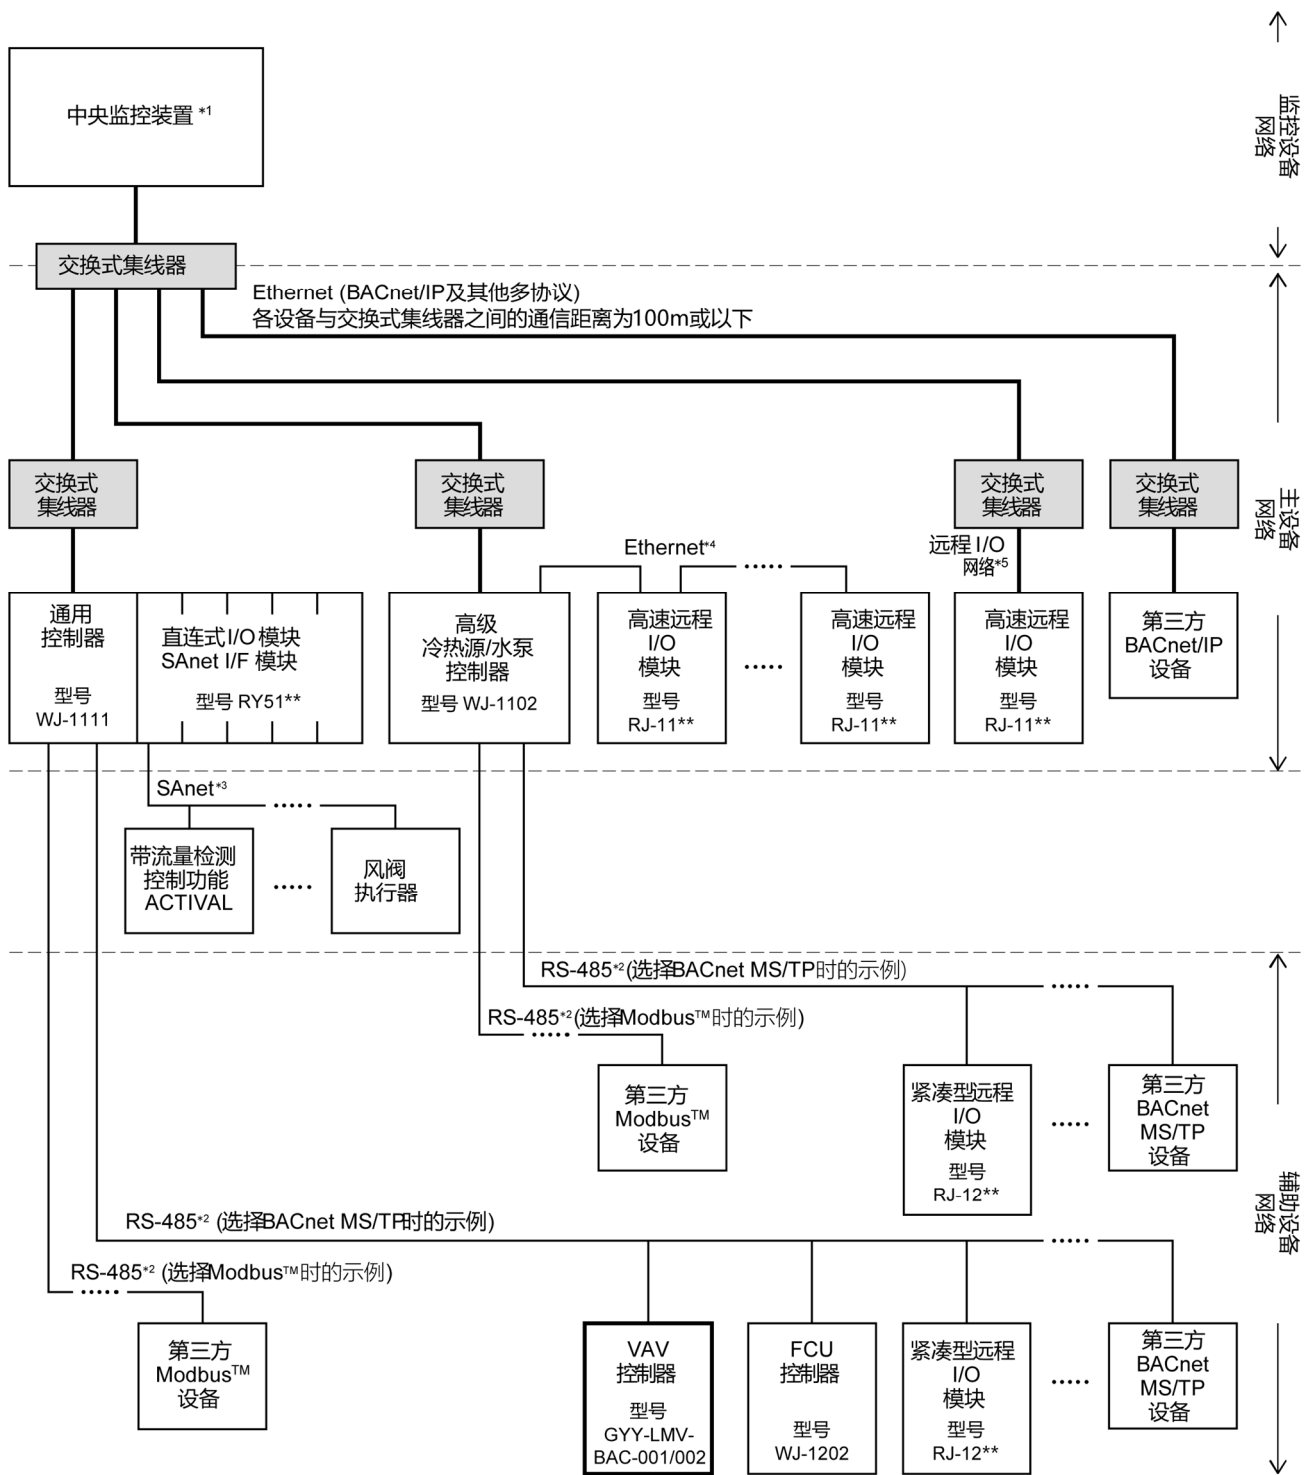 中央监控装置 *1
监控设备
网络
交换式集线器
Ethernet (BACnet/IP及其他多协议)
各设备与交换式集线器之间的通信距离为100m或以下
交换式
集线器
交换式
集线器
交换式
集线器
交换式
集线器
主设备
网络
Ethernet*4
远程 I/O
网络*5
通用
控制器
型号
WJ-1111
直连式 I/O 模块
SAnet I/F 模块
型号 RY51**
高级
冷热源/水泵
控制器
型号 WJ-1102
高速远程
I/O
模块
型号
RJ-11**
高速远程
I/O
模块
型号
RJ-11**
高速远程
I/O
模块
型号
RJ-11**
第三方
BACnet/IP
设备
SAnet*3
带流量检测
控制功能
ACTIVAL
风阀
执行器
RS-485*2 (选择BACnet MS/TP时的示例)
RS-485*2 (选择Modbus™ 时的示例)
第三方
Modbus™
设备
紧凑型远程
I/O
模块
型号
RJ-12**
第三方
BACnet
MS/TP
设备
辅助设备
网络
RS-485*2 (选择BACnet MS/TP时的示例)
RS-485*2 (选择Modbus™ 时的示例)
第三方
Modbus™
设备
VAV
控制器
型号
GYY-LMV-
BAC-001/002
FCU
控制器
型号
WJ-1202
紧凑型远程
I/O
模块
型号
RJ-12**
第三方
BACnet
MS/TP
设备